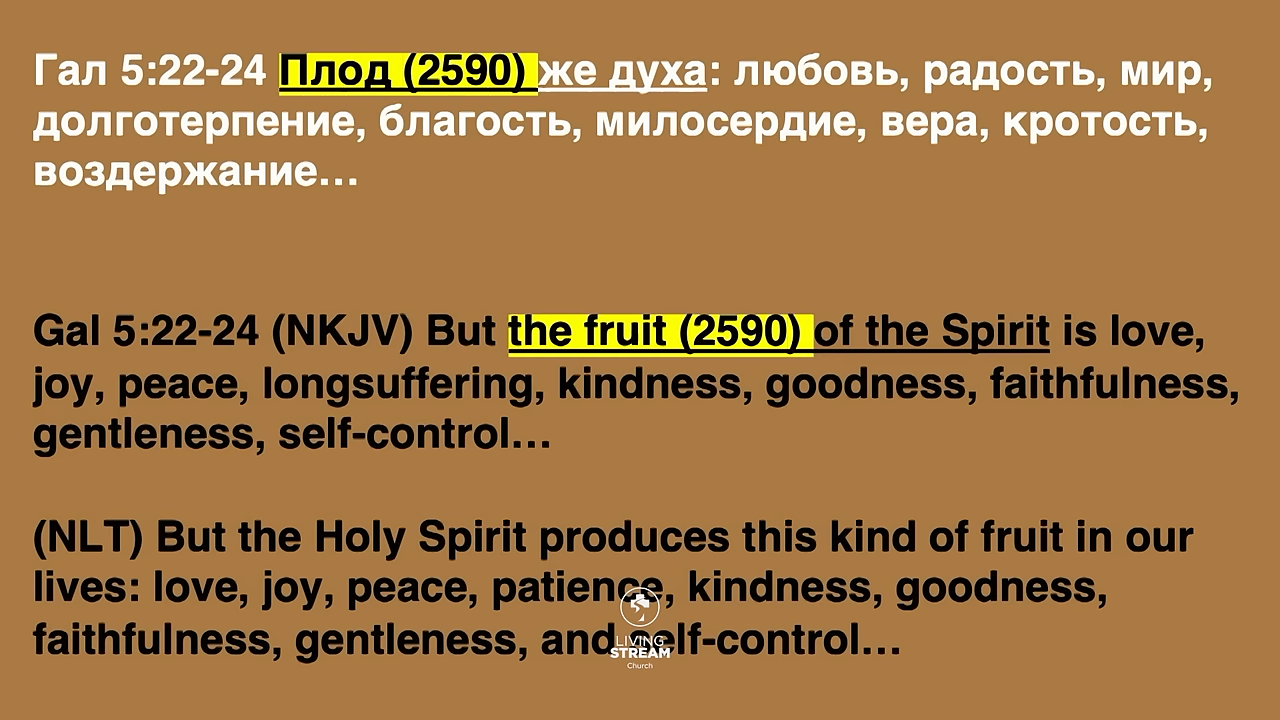 Гал 5:22-24 Плод (2590) же духа: любовь, радость, мир,
долготерпение, благость, милосердие, вера, кротость,
воздержание…
Gal 5:22-24 (NKJV) But the fruit (2590) of the Spirit is love,
joy, peace, longsuffering, kindness, goodness, faithfulness,
gentleness, self-control…
(NLT) But the Holy Spirit produces this kind of fruit in our
lives: love, joy, peace, patience, kindness, goodness,
faithfulness, gentleness, and self-control…
LIVING
STREAM
Church